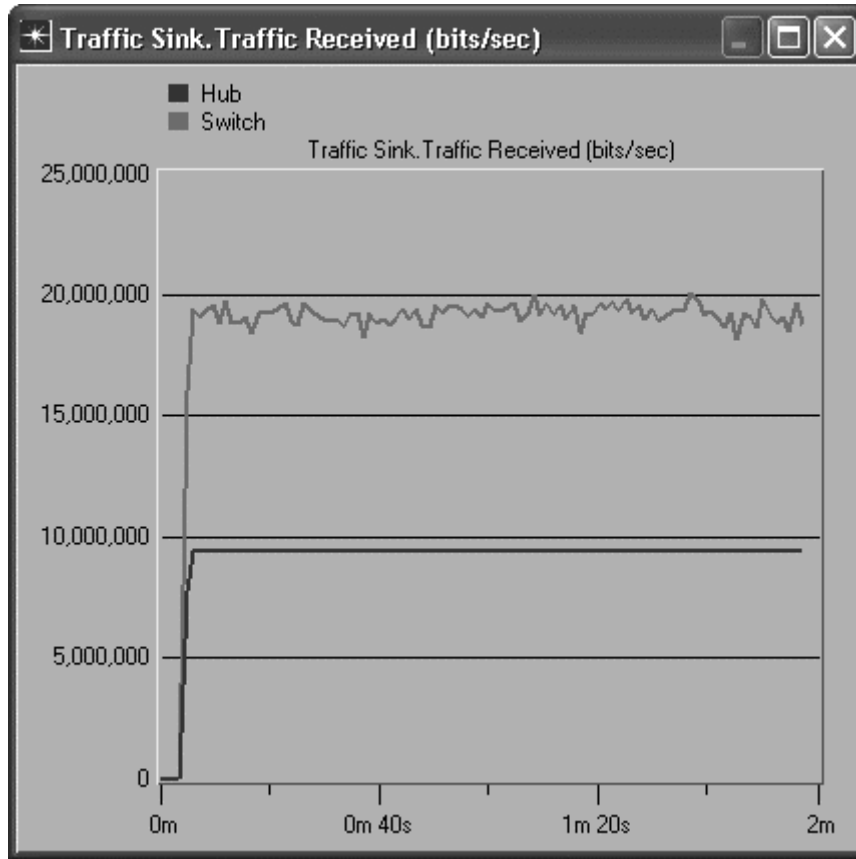 Traffic Sink.Traffic Received (bits/sec)
Hub
Switch
Traffic Sink.Traffic Received (bits/sec)
25,000,000
20,000,000
15,000,000
10,000,000
5,000,000
0
0m 0m 40s 1m 20s 2m